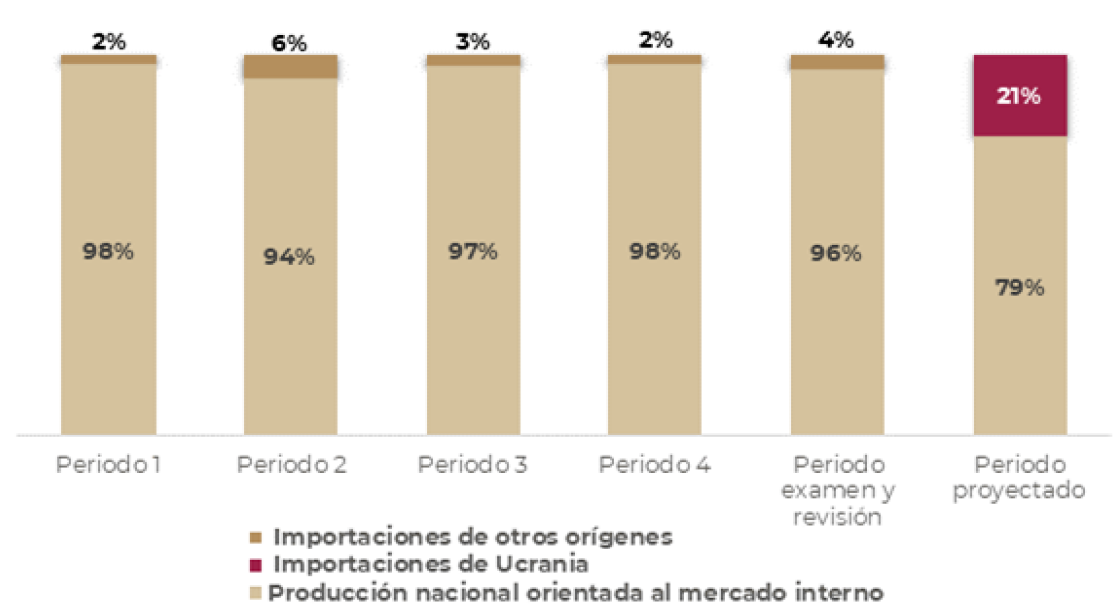 2%
6%
3%
2%
4%
21%
98%
94%
97%
98%
96%
79%
Periodo 1
Periodo 2
Periodo 3
Periodo 4
Periodo
examen y
revisión
Periodo
proyectado
Importaciones de otros orígenes
Importaciones de Ucrania
Producción nacional orientada al mercado interno